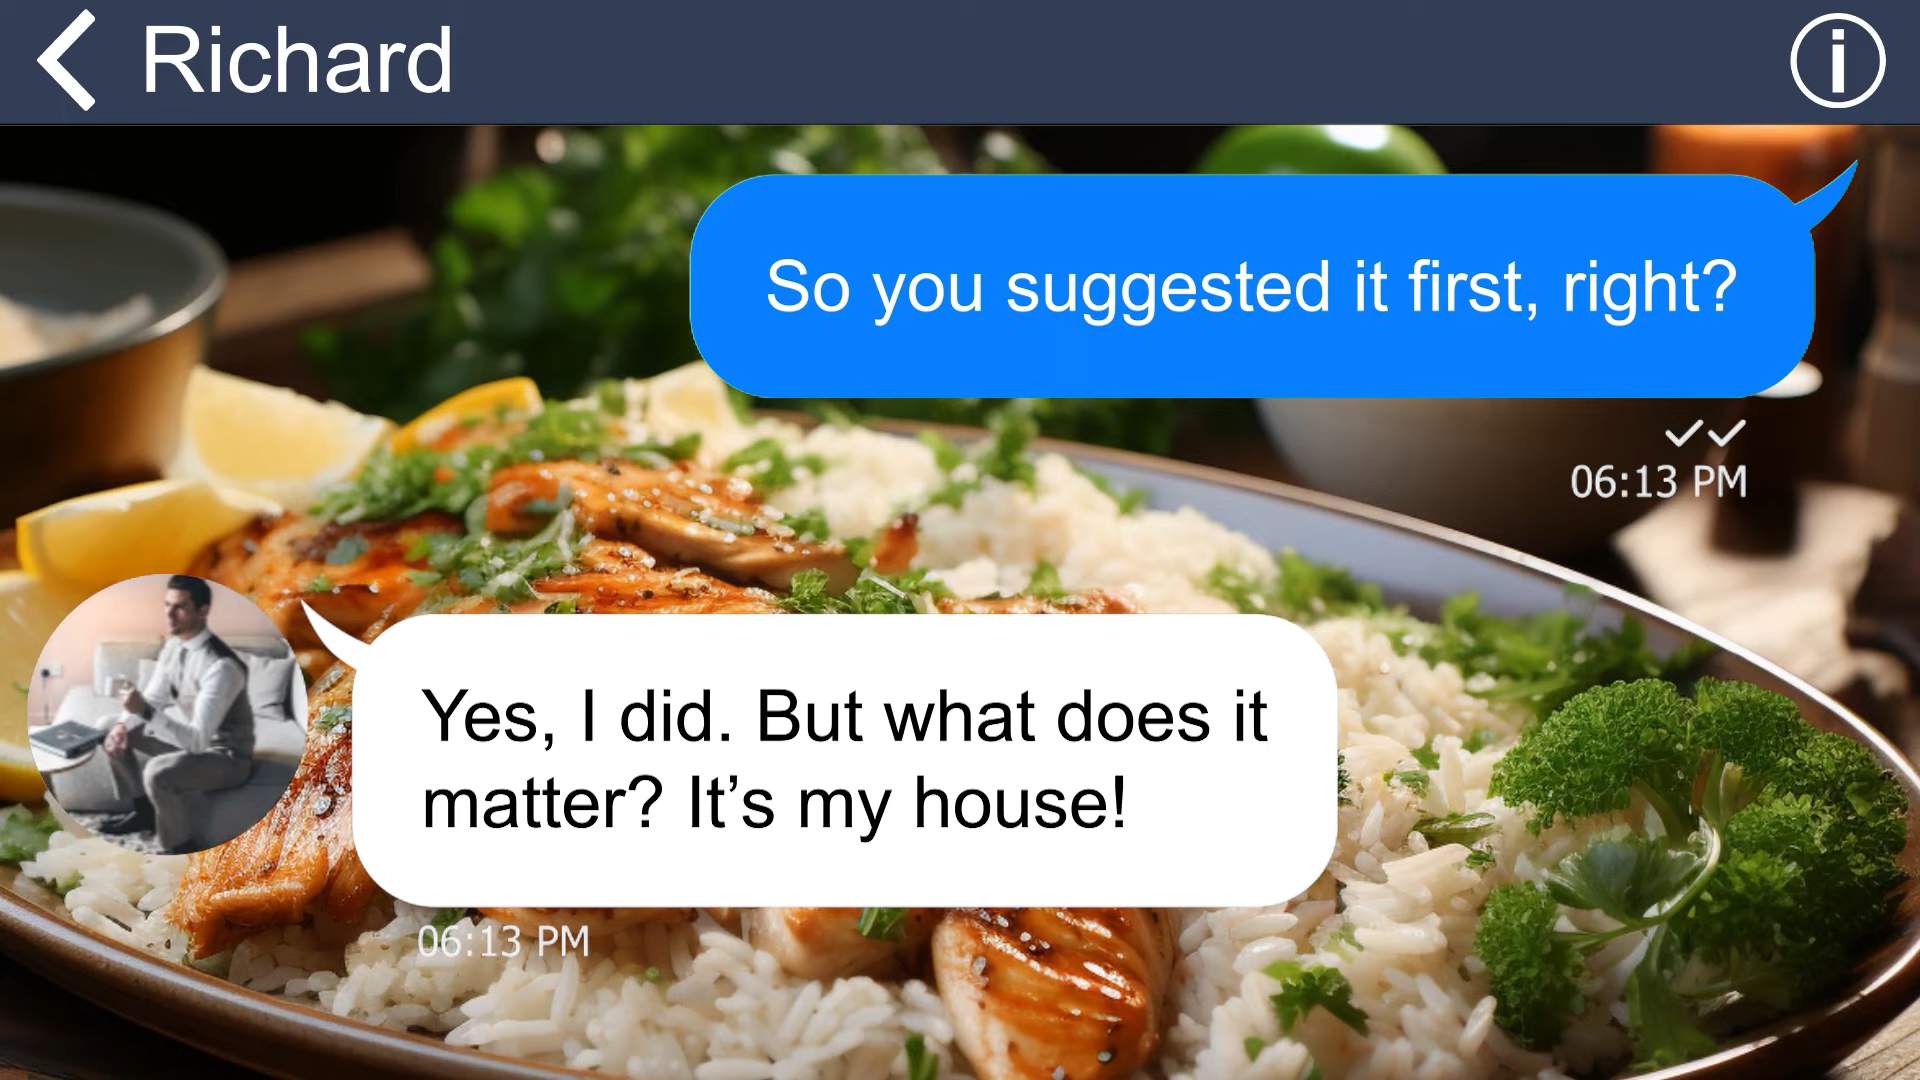 Richard
So you suggested it first, right?
06:13 PM
Yes, I did. But what does it
matter? It’s my house!
06:13 PM